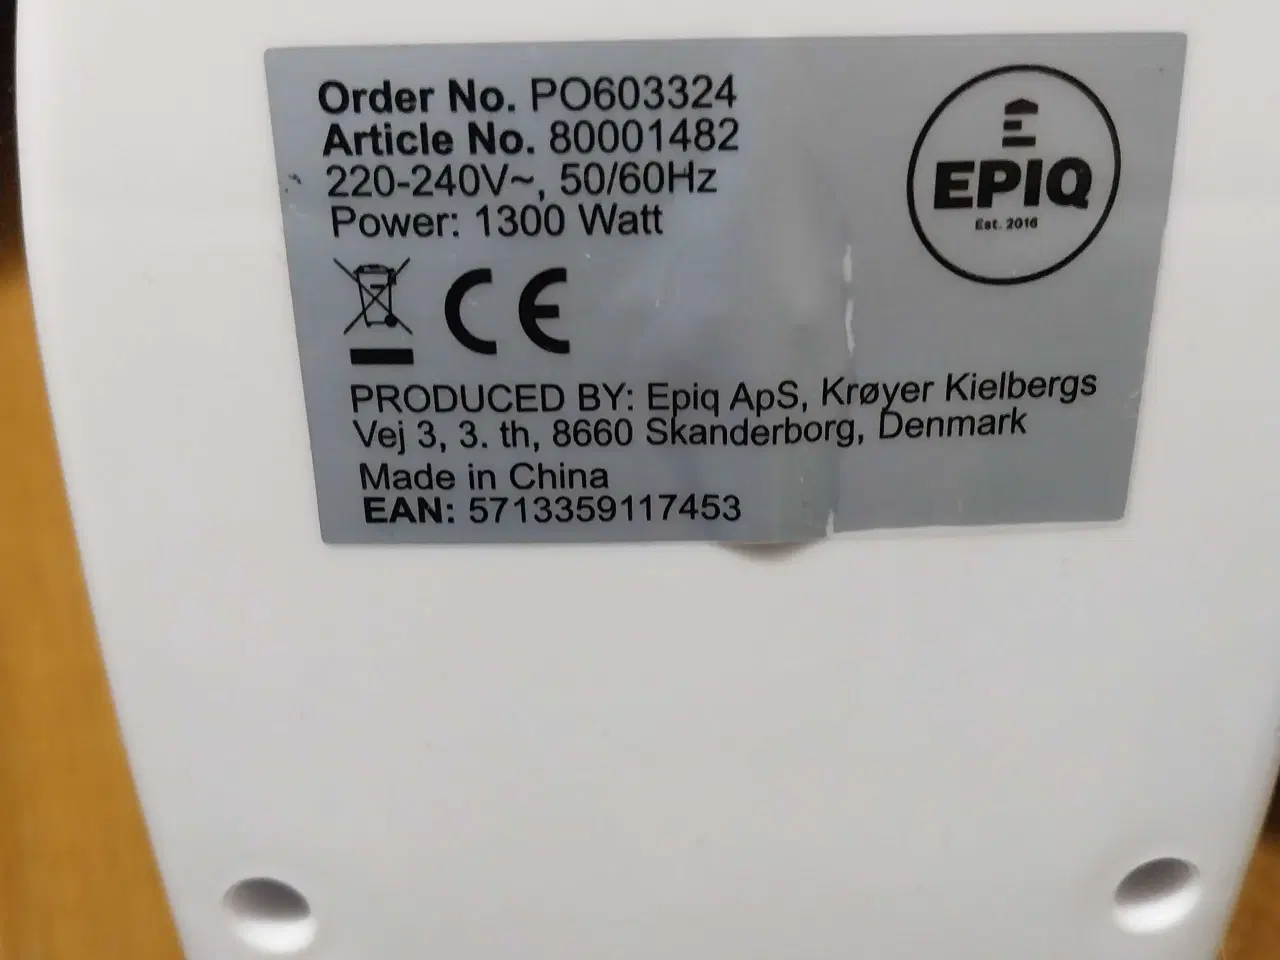 Order No. PO603324
Article No. 80001482
220-240V~, 50/60Hz
Power: 1300 Watt
EPIQ
Est. 2016
CE
PRODUCED BY: Epiq ApS, Krøyer Kielbergs
Vej 3, 3. th, 8660 Skanderborg, Denmark
Made in China
EAN: 5713359117453